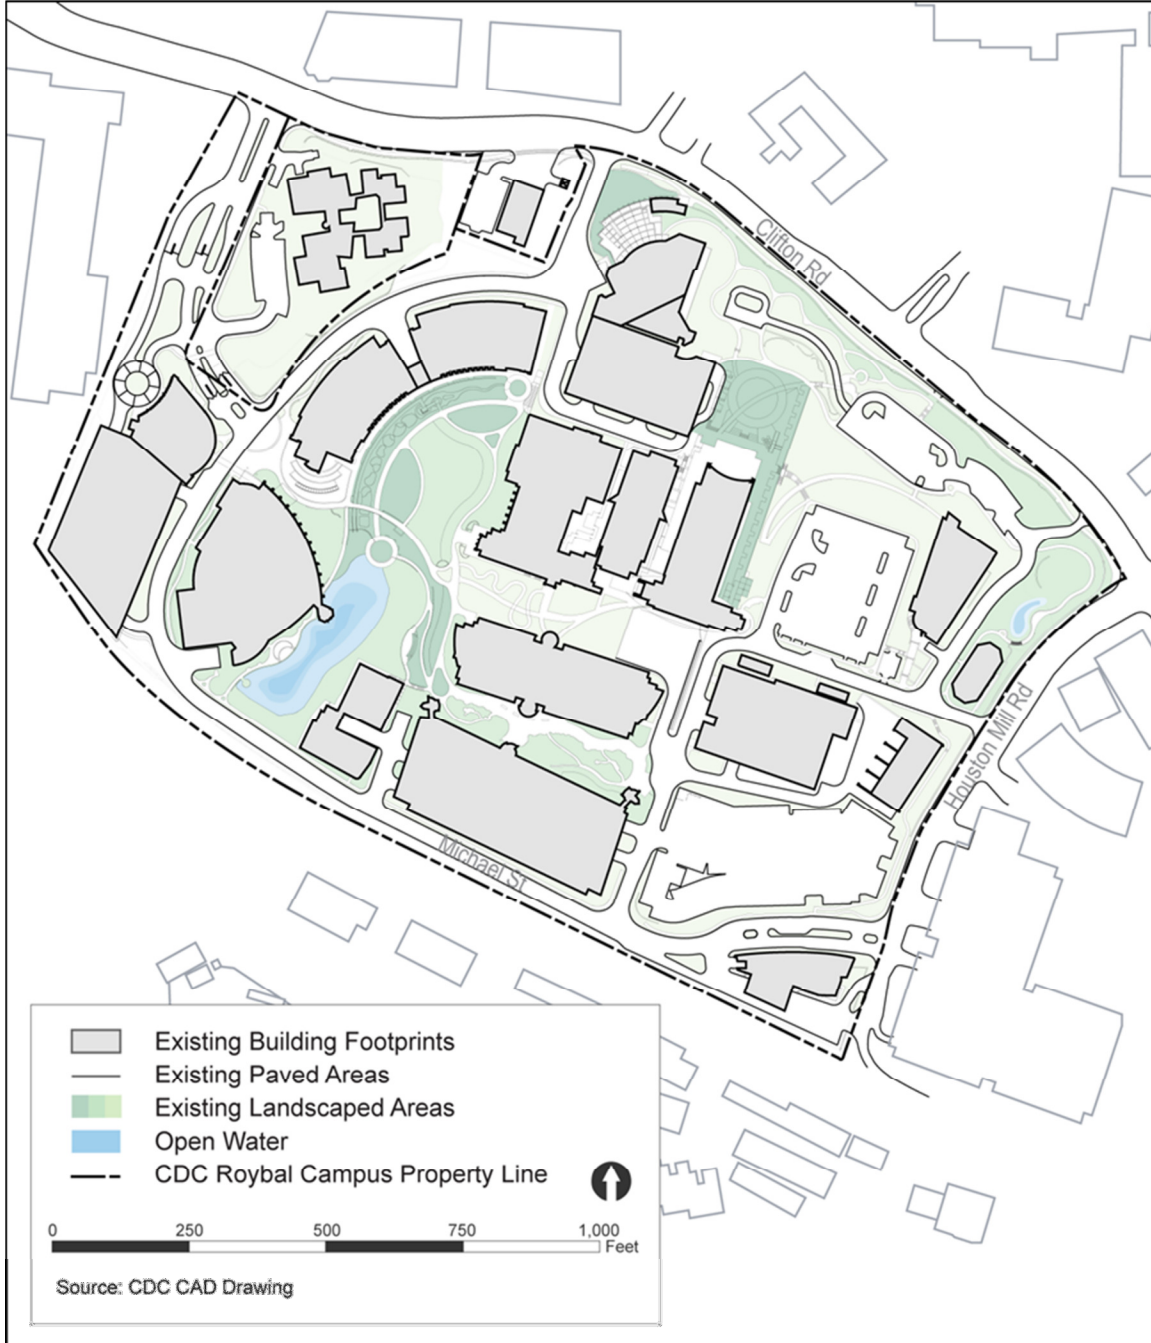 Clifton Rd
Houston Mill Rd
Michael St
Existing Building Footprints
Existing Paved Areas
Existing Landscaped Areas
Open Water
CDC Roybal Campus Property Line
0 250 500 750 1,000
Feet
Source: CDC CAD Drawing